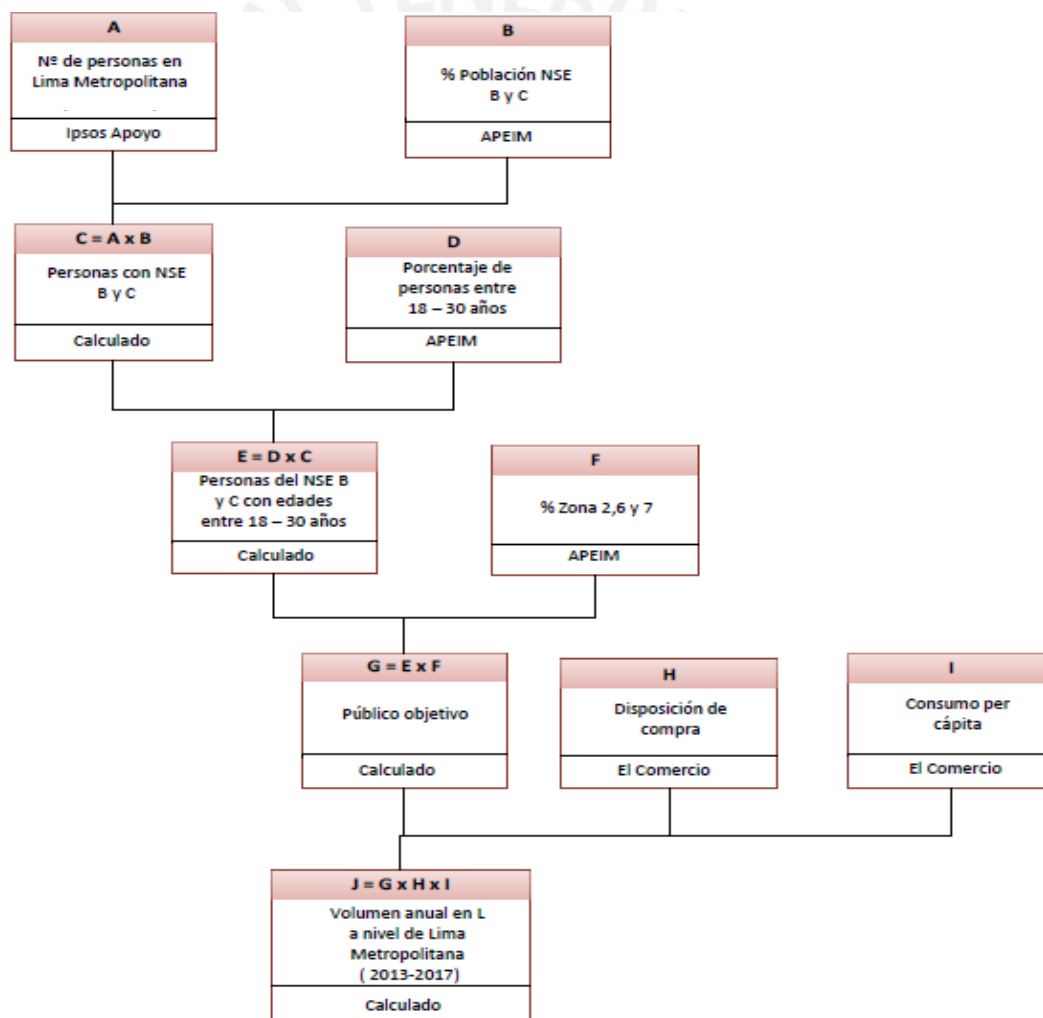 A
Nº de personas en
Lima Metropolitana
Ipsos Apoyo
B
% Población NSE
B y C
APEIM
C = A x B
Personas con NSE
B y C
Calculado
D
Porcentaje de
personas entre
18 – 30 años
APEIM
E = D x C
Personas del NSE B
y C con edades
entre 18 – 30 años
Calculado
F
% Zona 2,6 y 7
APEIM
G = E x F
Público objetivo
Calculado
H
Disposición de
compra
El Comercio
I
Consumo per
cápita
El Comercio
J = G x H x I
Volumen anual en L
a nivel de Lima
Metropolitana
( 2013-2017)
Calculado